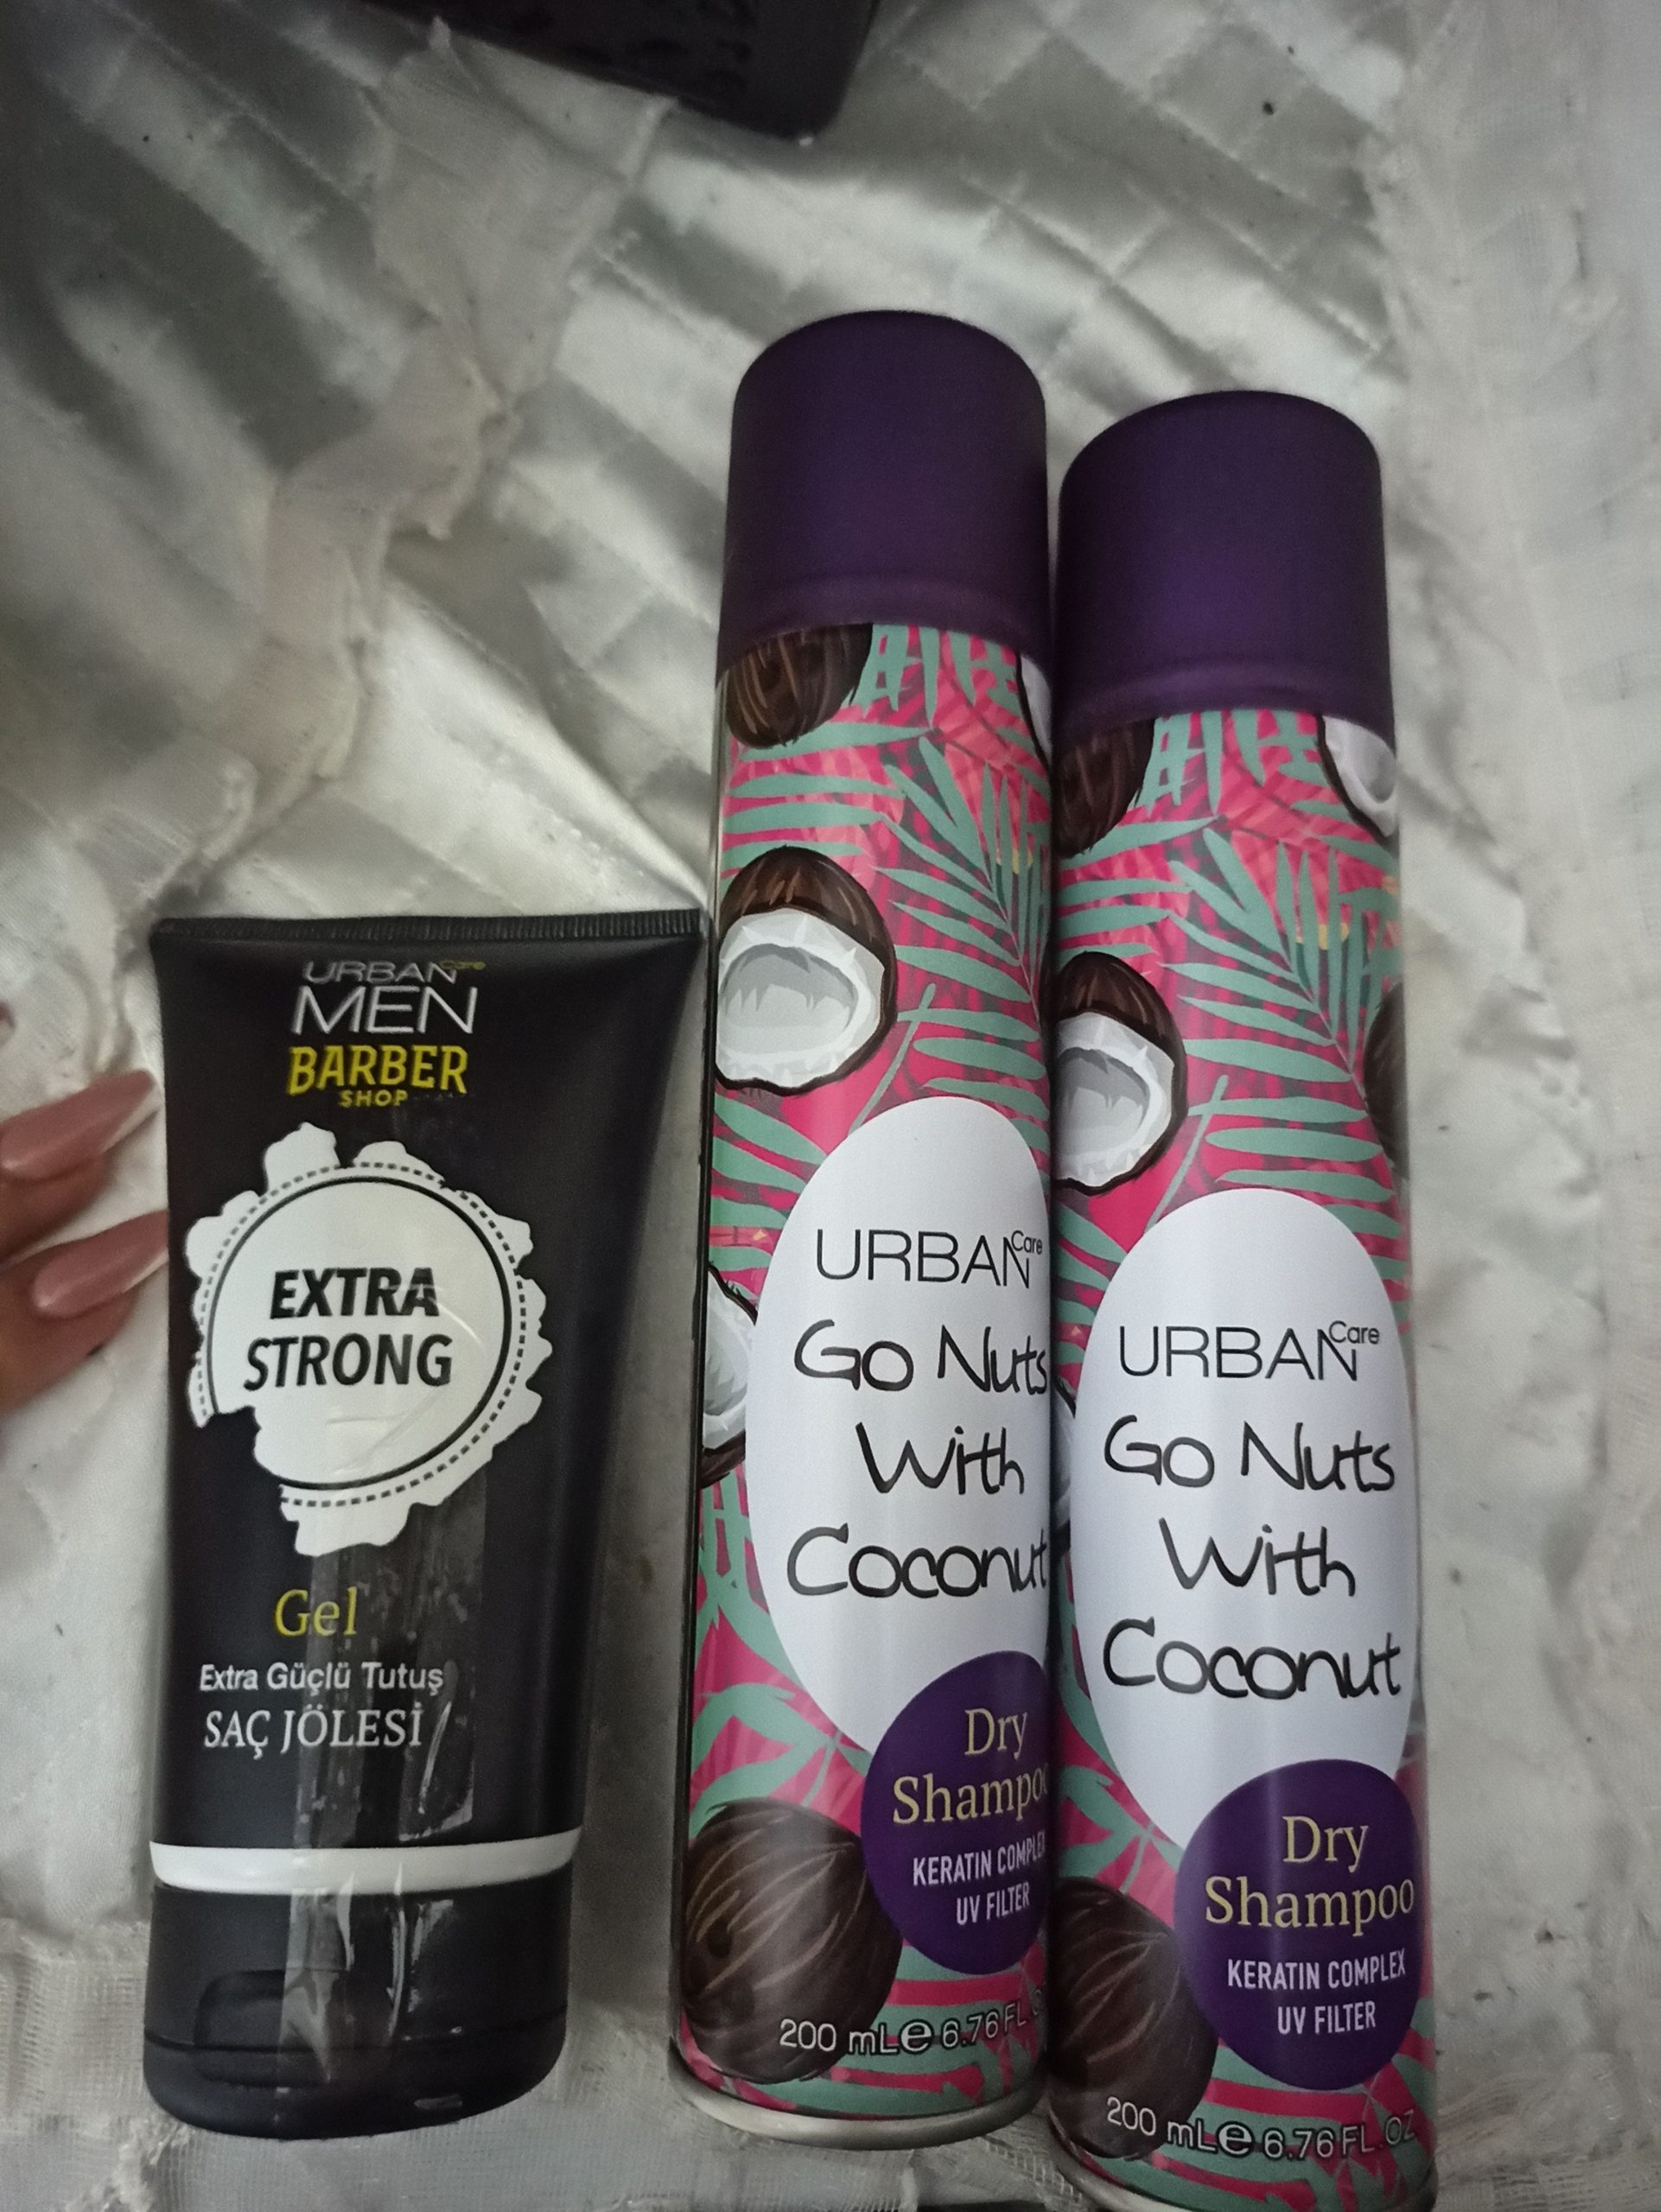 URBAN Care
MEN
BARBER
SHOP
EXTRA
STRONG
Gel
Extra Güçlü Tutuş
SAÇ JÖLESİ
URBAN Care
Go Nuts
With
Coconut
Dry
Shampoo
KERATIN COMPLEX
UV FILTER
200 mL e 6.76 FL.
URBAN Care
Go Nuts
With
Coconut
Dry
Shampoo
KERATIN COMPLEX
UV FILTER
200 mL e 6.76 FL. OZ